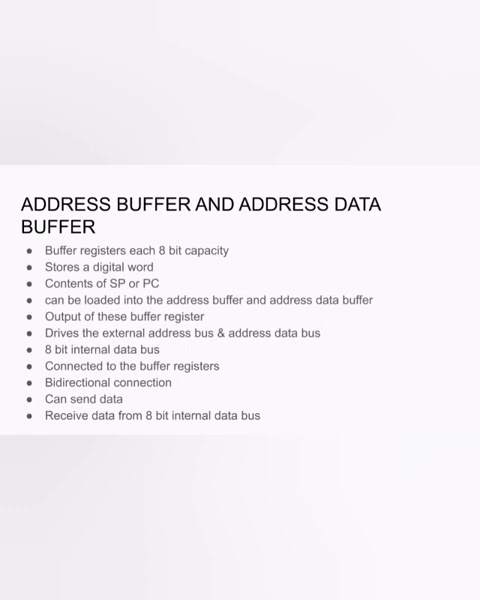 ADDRESS BUFFER AND ADDRESS DATA
BUFFER
● Buffer registers each 8 bit capacity
● Stores a digital word
● Contents of SP or PC
● can be loaded into the address buffer and address data buffer
● Output of these buffer register
● Drives the external address bus & address data bus
● 8 bit internal data bus
● Connected to the buffer registers
● Bidirectional connection
● Can send data
● Receive data from 8 bit internal data bus